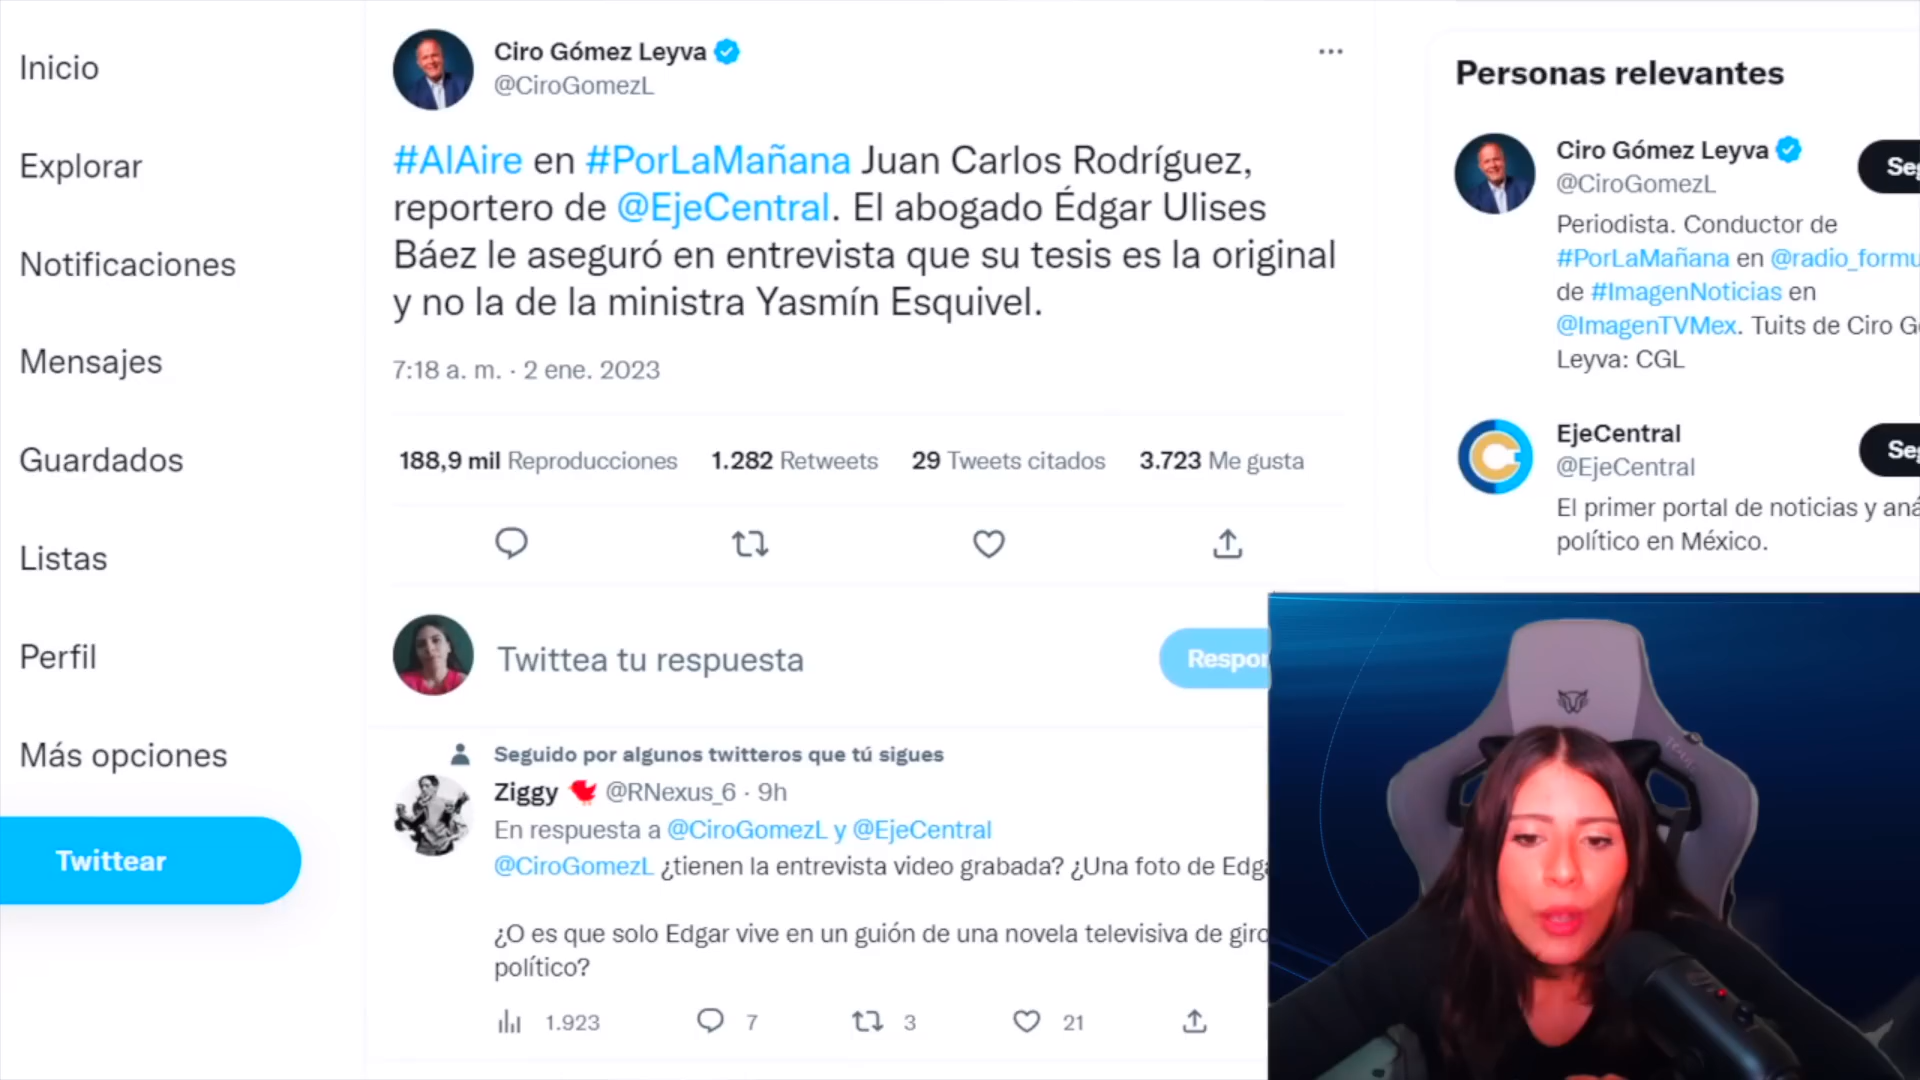 Inicio
Explorar
Notificaciones
Mensajes
Guardados
Listas
Perfil
Más opciones
Twittear
Ciro Gómez Leyva
@CiroGomezL
#AlAire en #PorLaMañana Juan Carlos Rodríguez,
reportero de @EjeCentral. El abogado Édgar Ulises
Báez le aseguró en entrevista que su tesis es la original
y no la de la ministra Yasmín Esquivel.
7:18 a. m. · 2 ene. 2023
188,9 mil Reproducciones 1.282 Retweets 29 Tweets citados 3.723 Me gusta
Twittea tu respuesta
Respon
Seguido por algunos twitteros que tú sigues
Ziggy @RNexus_6 · 9h
En respuesta a @CiroGomezL y @EjeCentral
@CiroGomezL ¿tienen la entrevista video grabada? ¿Una foto de Edga
¿O es que solo Edgar vive en un guión de una novela televisiva de giro
político?
1.923 7 3 21
Personas relevantes
Ciro Gómez Leyva
@CiroGomezL
Seg
Periodista. Conductor de
#PorLaMañana en @radio_formu
de #ImagenNoticias en
@ImagenTVMex. Tuits de Ciro G
Leyva: CGL
EjeCentral
@EjeCentral
Seg
El primer portal de noticias y aná
político en México.